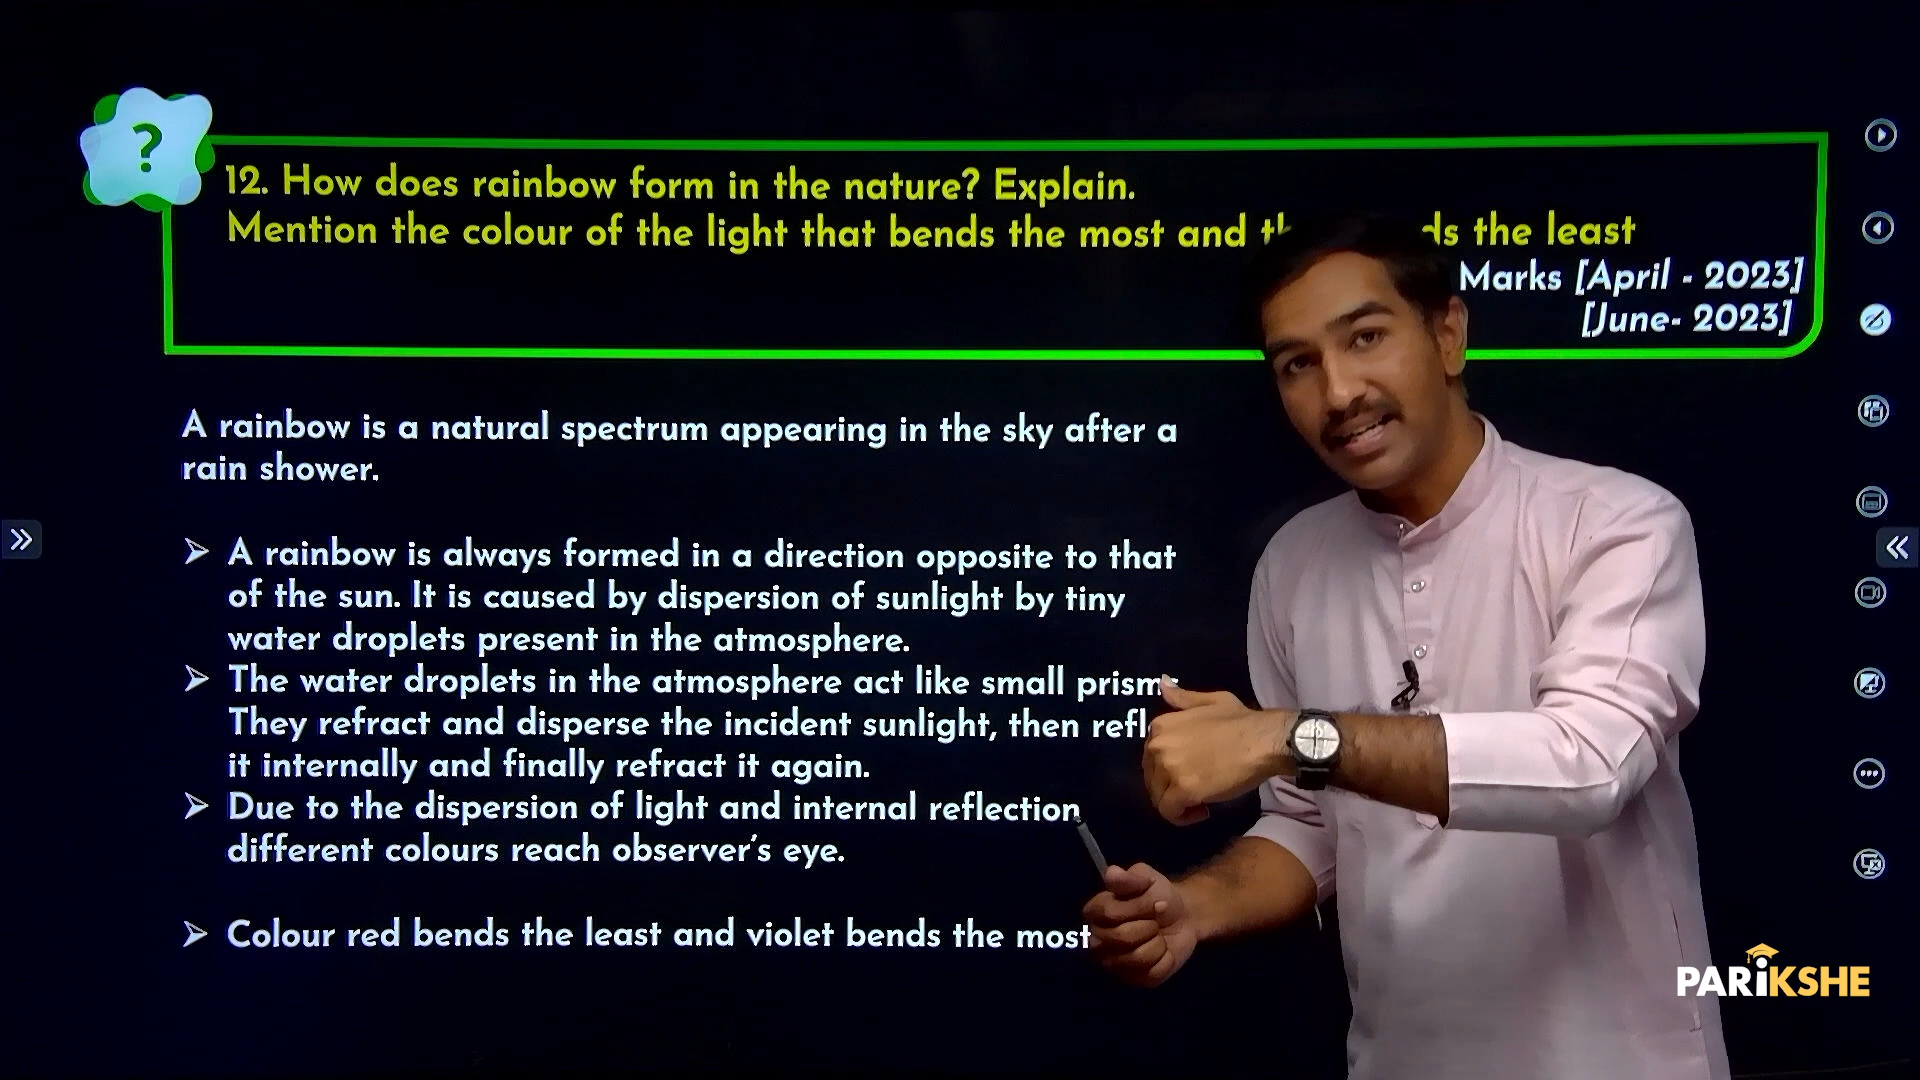 ?
12. How does rainbow form in the nature? Explain.
Mention the colour of the light that bends the most and the least
Marks [April - 2023]
[June- 2023]
A rainbow is a natural spectrum appearing in the sky after a
rain shower.
➢ A rainbow is always formed in a direction opposite to that
of the sun. It is caused by dispersion of sunlight by tiny
water droplets present in the atmosphere.
➢ The water droplets in the atmosphere act like small prisms
They refract and disperse the incident sunlight, then
it internally and finally refract it again.
➢ Due to the dispersion of light and internal reflection
different colours reach observer's eye.
➢ Colour red bends the least and violet bends the most
PARiKSHE